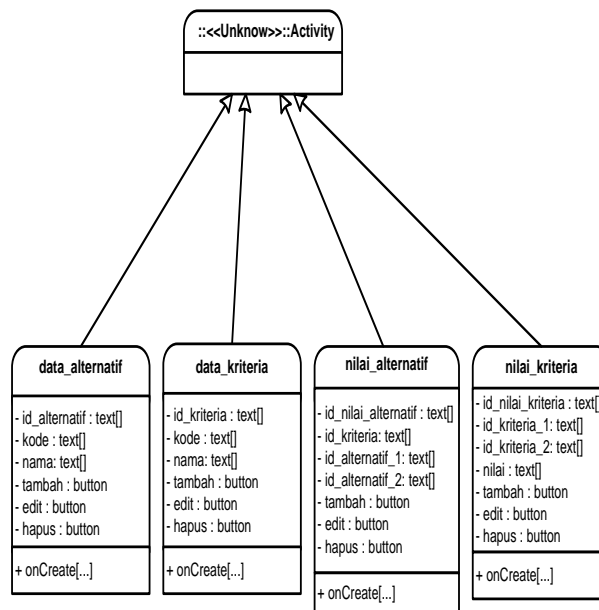 ::<<Unknow>>::Activity
data_alternatif
- id_alternatif : text[]
- kode : text[]
- nama: text[]
- tambah : button
- edit : button
- hapus : button
+ onCreate[...]
data_kriteria
- id_kriteria : text[]
- kode : text[]
- nama: text[]
- tambah : button
- edit : button
- hapus : button
+ onCreate[...]
nilai_alternatif
- id_nilai_alternatif : text[]
- id_kriteria: text[]
- id_alternatif_1: text[]
- id_alternatif_2: text[]
- tambah : button
- edit : button
- hapus : button
+ onCreate[...]
nilai_kriteria
- id_nilai_kriteria : text[]
- id_kriteria_1: text[]
- id_kriteria_2: text[]
- nilai : text[]
- tambah : button
- edit : button
- hapus : button
+ onCreate[...]